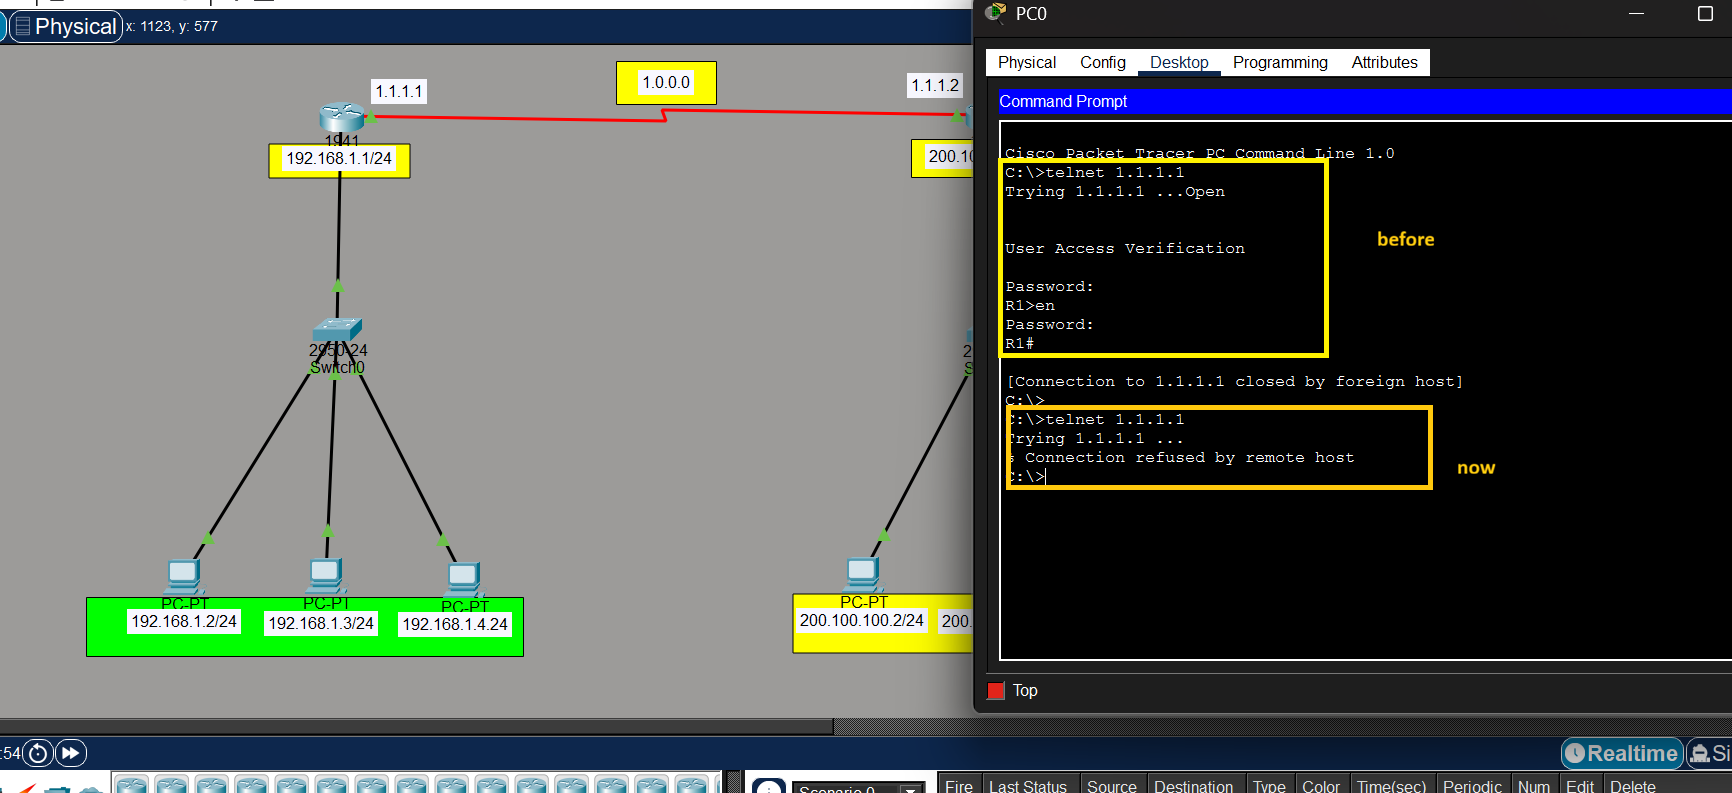 Physical
x: 1123, y: 577
1.1.1.1
1.0.0.0
1.1.1.2
1941
192.168.1.1/24
200.10
2950-24
Switch0
2
S
PC-PT
PC-PT
PC-PT
192.168.1.2/24
192.168.1.3/24
192.168.1.4.24
PC-PT
200.100.100.2/24
200.
PC0
Physical
Config
Desktop
Programming
Attributes
Command Prompt
Cisco Packet Tracer PC Command Line 1.0
C:\>telnet 1.1.1.1
Trying 1.1.1.1 ...Open
User Access Verification
Password:
R1>en
Password:
R1#
[Connection to 1.1.1.1 closed by foreign host]
C:\>
C:\>telnet 1.1.1.1
Trying 1.1.1.1 ...
% Connection refused by remote host
C:\>
before
now
Top
:54
Realtime
Si
Scenario 0
Fire
Last Status
Source
Destination
Type
Color
Time(sec)
Periodic
Num
Edit
Delete